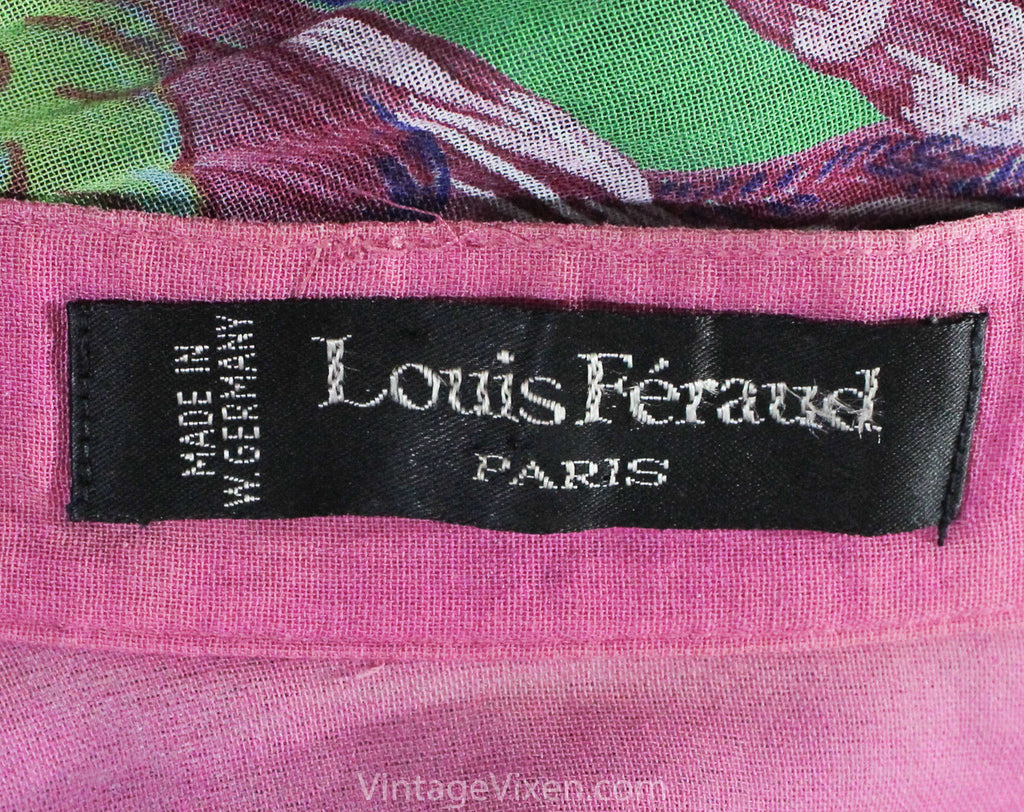 MADE IN
W.GERMANY
Louis Féraud
PARIS
VintageVixen.com